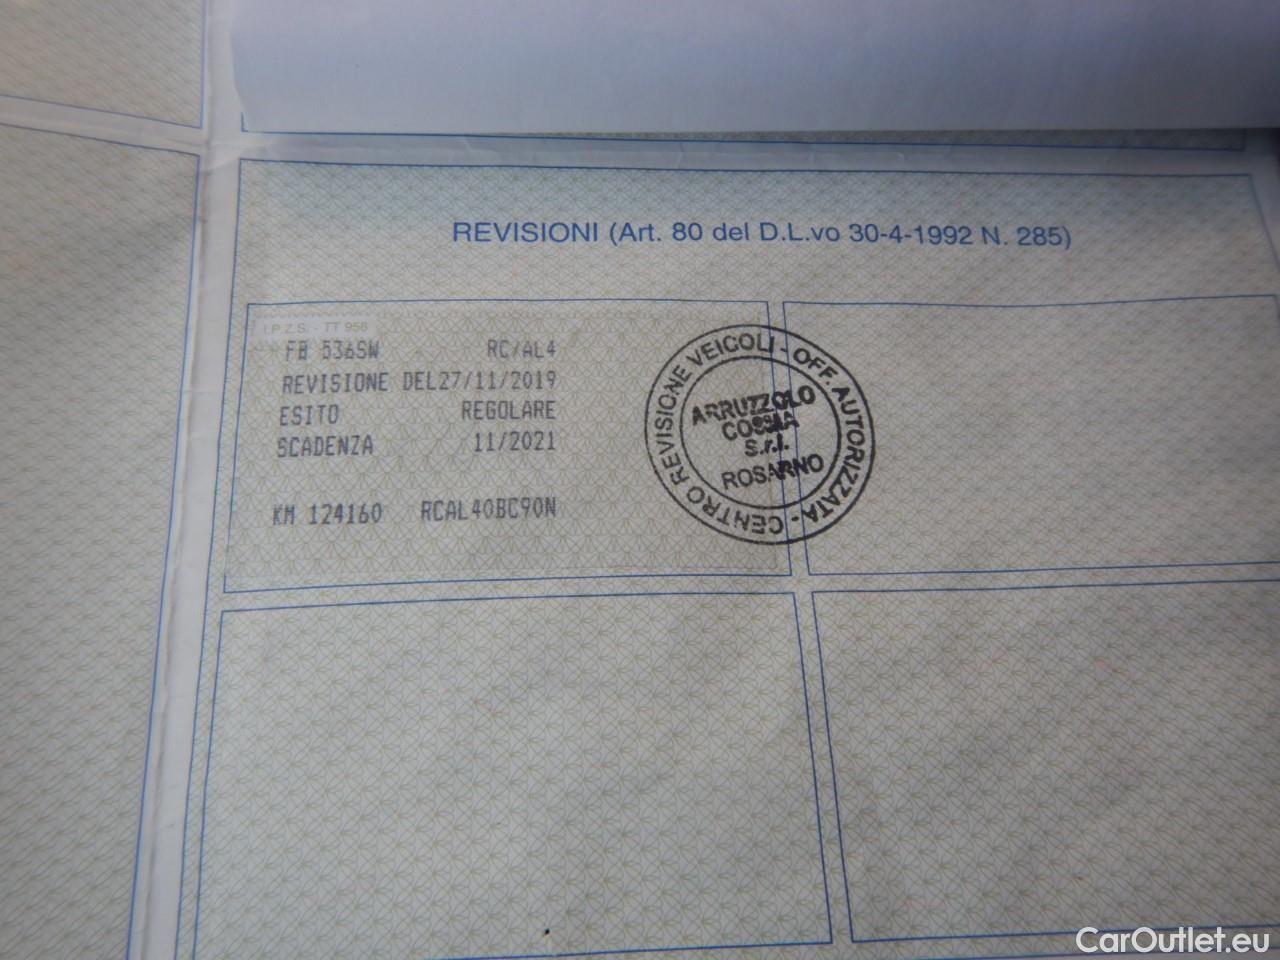 REVISIONI (Art. 80 del D.L.vo 30-4-1992 N. 285)
I.P.Z.S. - TT 956
FB 536SW RC/AL4
REVISIONE DEL27/11/2019
ESITO REGOLARE
SCADENZA 11/2021
KM 124160 RCAL40BC90N
CENTRO REVISIONE VEICOLI - OFF. AUTORIZZATA -
ARRUZZOLO
COSMA
S.r.l.
ROSARNO
CarOutlet.eu